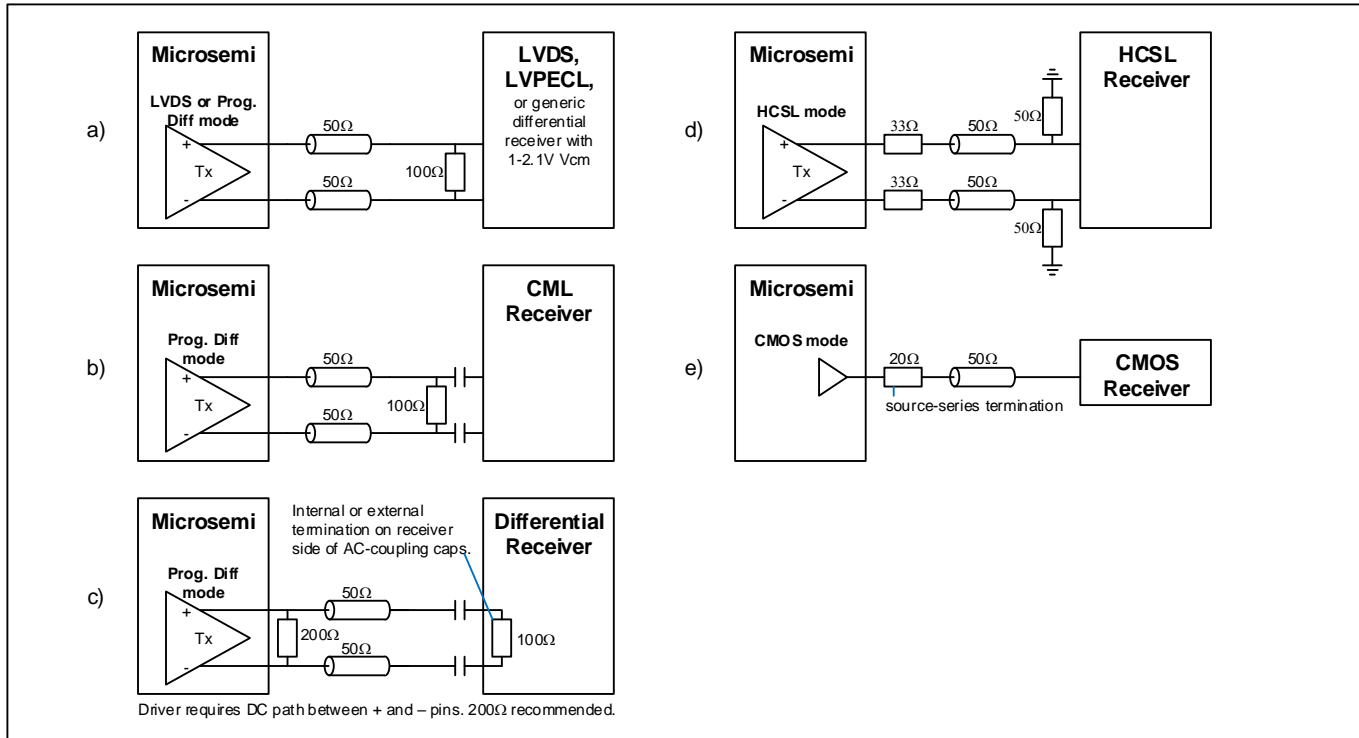 a)
Microsemi
LVDS or Prog.
Diff mode
+
Tx
-
50Ω
50Ω
100Ω
LVDS,
LVPECL,
or generic
differential
receiver with
1-2.1V Vcm
b)
Microsemi
Prog. Diff
mode
+
Tx
-
50Ω
50Ω
100Ω
CML
Receiver
c)
Microsemi
Prog. Diff
mode
+
Tx
-
200Ω
50Ω
50Ω
Internal or external
termination on receiver
side of AC-coupling caps.
Differential
Receiver
100Ω
Driver requires DC path between + and – pins. 200Ω recommended.
d)
Microsemi
HCSL mode
+
Tx
-
33Ω
50Ω
33Ω
50Ω
50Ω
50Ω
HCSL
Receiver
e)
Microsemi
CMOS mode
20Ω
50Ω
source-series termination
CMOS
Receiver